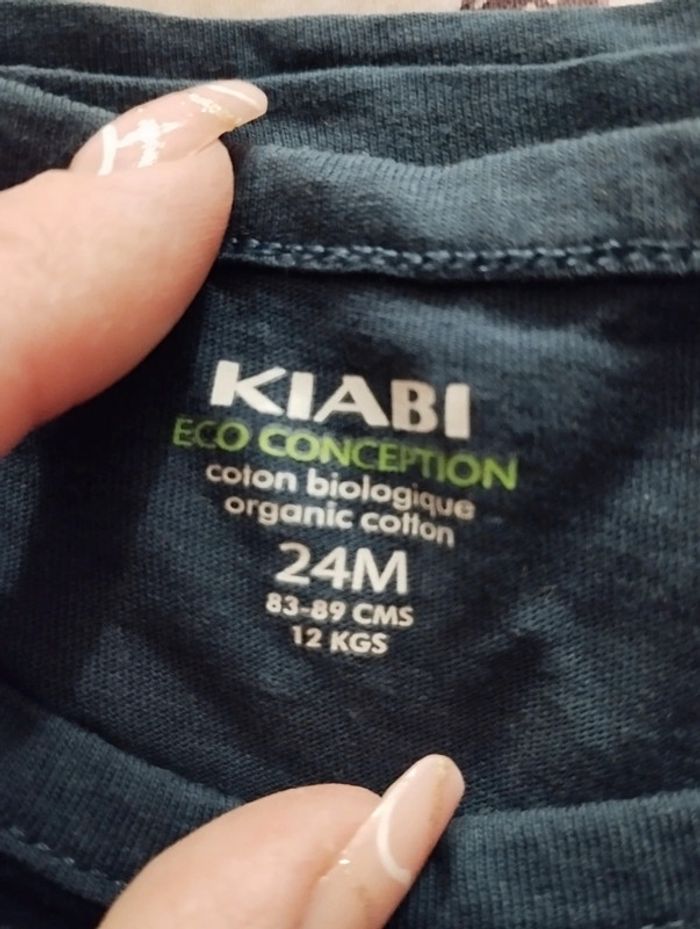 KIABI
ECO CONCEPTION
coton biologique
organic cotton
24M
83-89 CMS
12 KGS